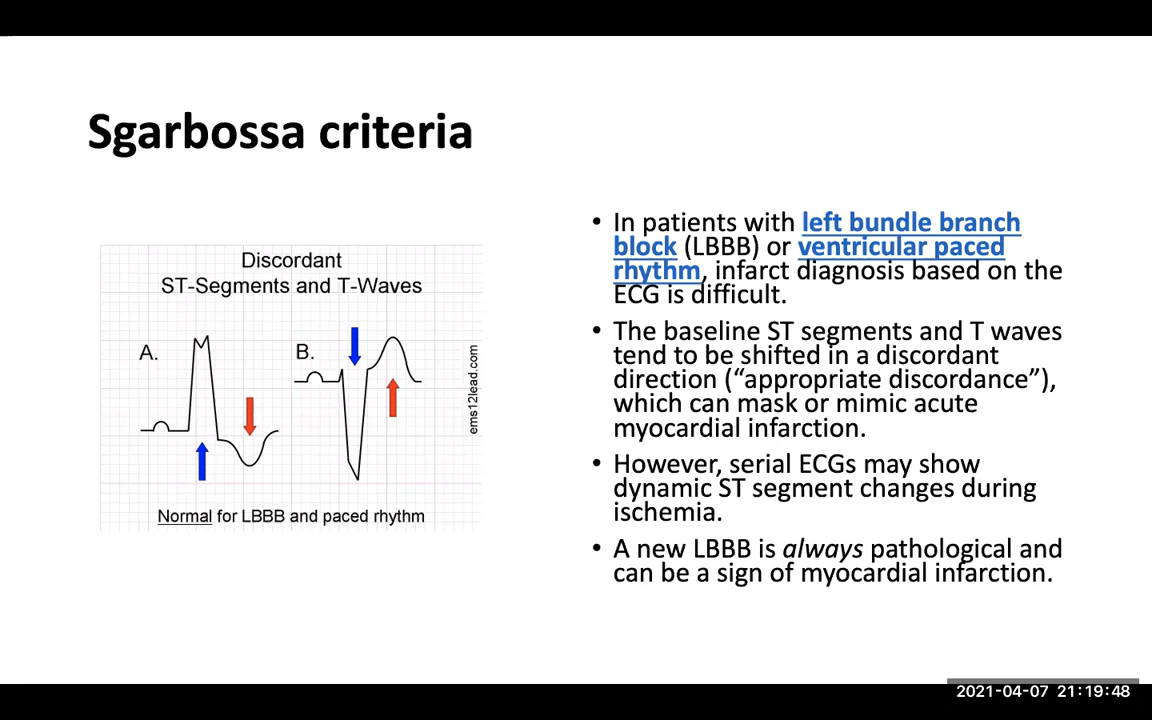 Sgarbossa criteria
Discordant
ST-Segments and T-Waves
A.
B.
ems12lead.com
Normal for LBBB and paced rhythm
• In patients with left bundle branch
block (LBBB) or ventricular paced
rhythm, infarct diagnosis based on the
ECG is difficult.
• The baseline ST segments and T waves
tend to be shifted in a discordant
direction (“appropriate discordance”),
which can mask or mimic acute
myocardial infarction.
• However, serial ECGs may show
dynamic ST segment changes during
ischemia.
• A new LBBB is always pathological and
can be a sign of myocardial infarction.
2021-04-07 21:19:48